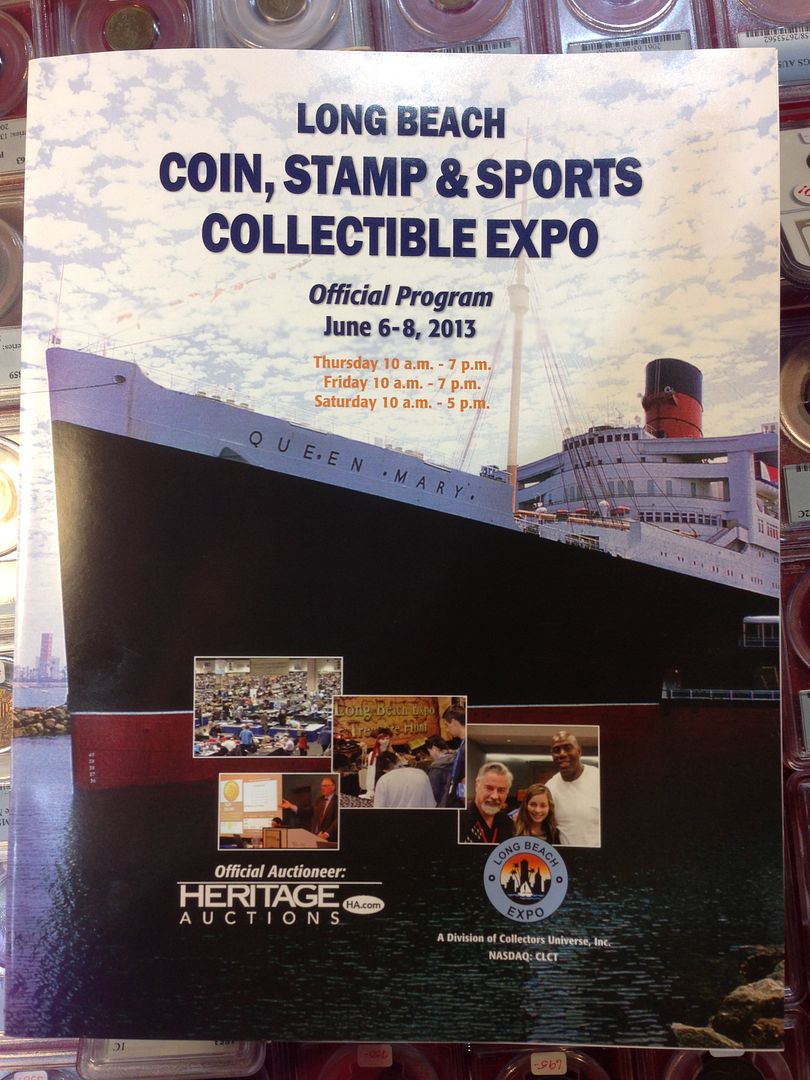 LONG BEACH
COIN, STAMP & SPORTS
COLLECTIBLE EXPO
Official Program
June 6-8, 2013
Thursday 10 a.m. - 7 p.m.
Friday 10 a.m. - 7 p.m.
Saturday 10 a.m. - 5 p.m.
QUEEN • MARY •
Long Beach Expo
Treasure Hunt
Official Auctioneer:
HERITAGE
HA.com
AUCTIONS
LONG BEACH
EXPO
A Division of Collectors Universe, Inc.
NASDAQ: CLCT